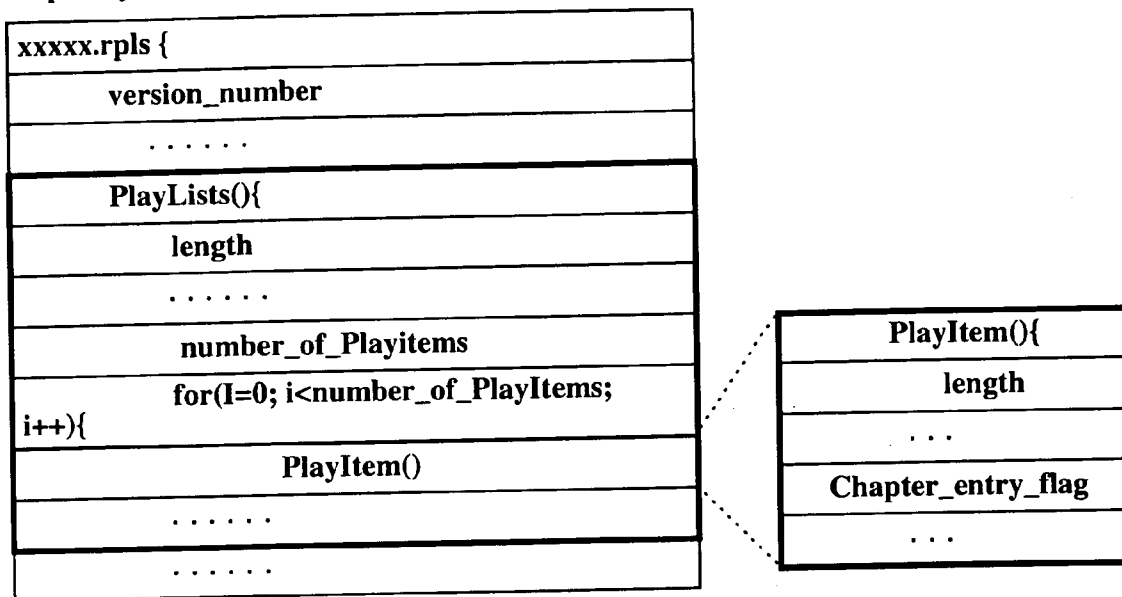 xxxxx.rpls {
version_number
. . . . . .
PlayLists(){
length
. . . . . .
number_of_Playitems
for(I=0; i<number_of_PlayItems;
i++){
PlayItem()
. . . . . .
. . . . . .
PlayItem(){
length
. . .
Chapter_entry_flag
. . .